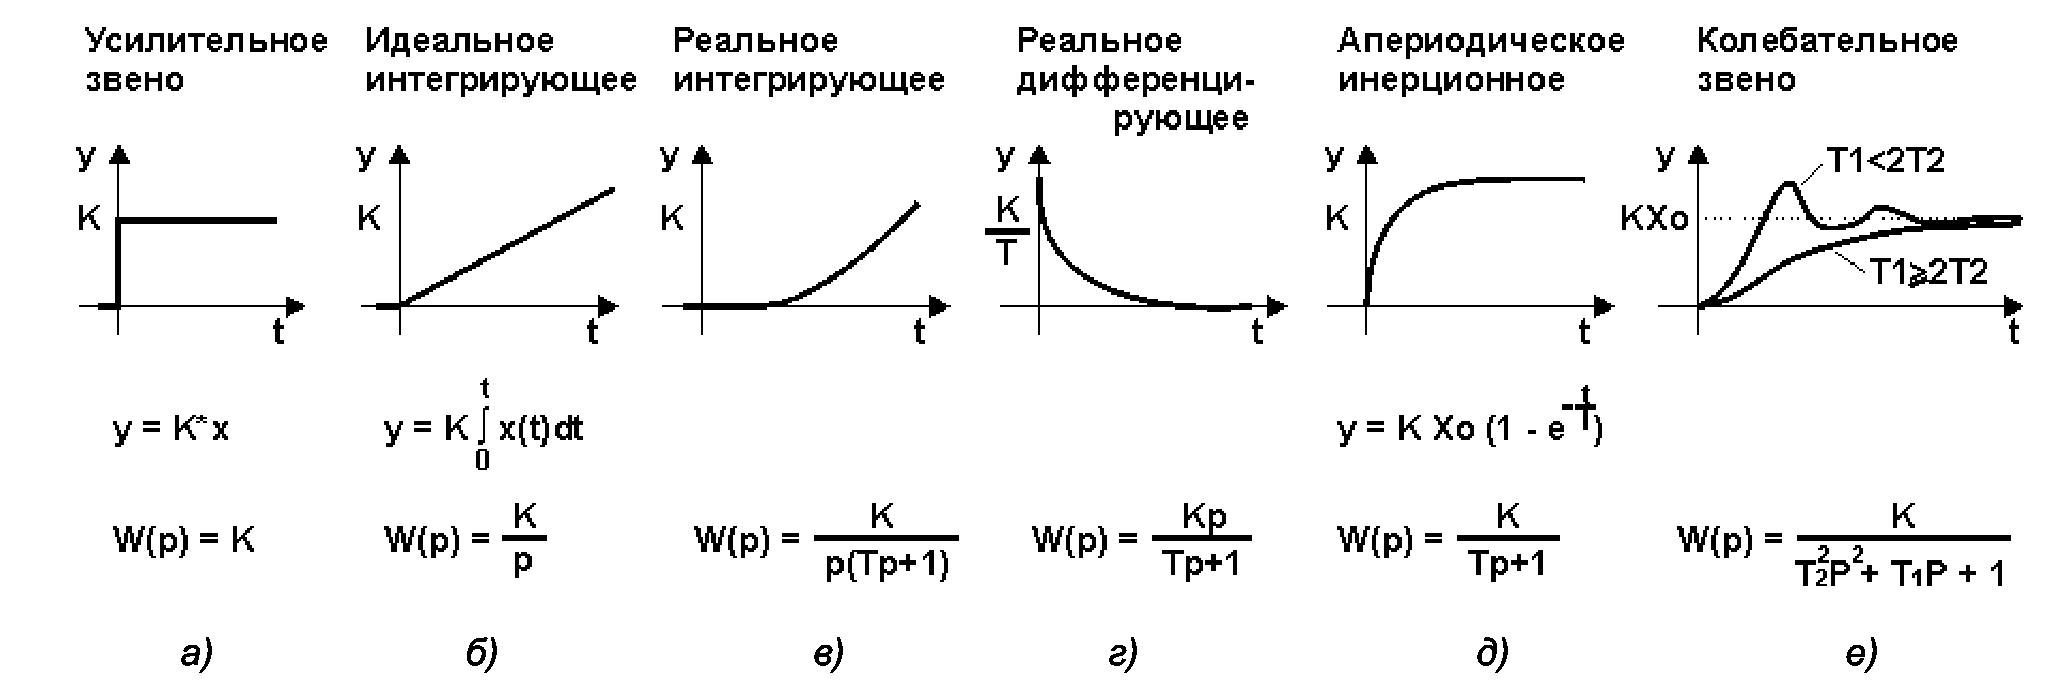 Усилительное
звено
Идеальное
интегрирующее
Реальное
интегрирующее
Реальное
дифференци-
рующее
Апериодическое
инерционное
Колебательное
звено
y
K
t
y
K
t
y
K
t
y
K
T
t
y
K
t
y
T1<2T2
KXo
T1⩾2T2
t
y = K*x
y = K ∫ x(t)dt
t
0
y = K Xo (1 - e^-t/T)
W(p) = K
W(p) = K/p
W(p) = K/p(Tp+1)
W(p) = Kp/Tp+1
W(p) = K/Tp+1
W(p) = K/T₂²P²+ T₁P + 1
а)
б)
в)
г)
д)
е)